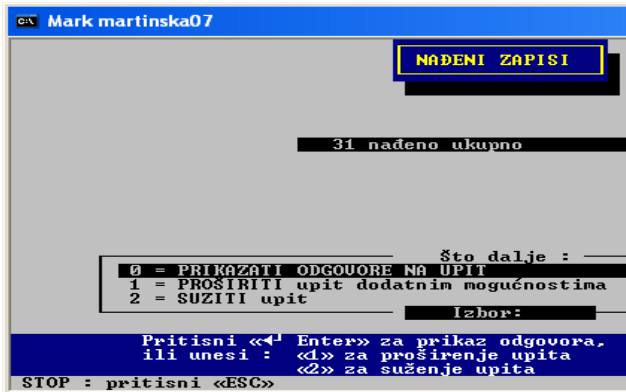 Mark martinska07
NAĐENI ZAPISI
31 nađeno ukupno
Što dalje :
0 = PRIKAZATI ODGOVORE NA UPIT
1 = PROŠIRITI upit dodatnim mogućnostima
2 = SUZITI upit
Izbor:
Pritisni «◄┘ Enter» za prikaz odgovora,
ili unesi : «1» za proširenje upita
«2» za suženje upita
STOP : pritisni «ESC»